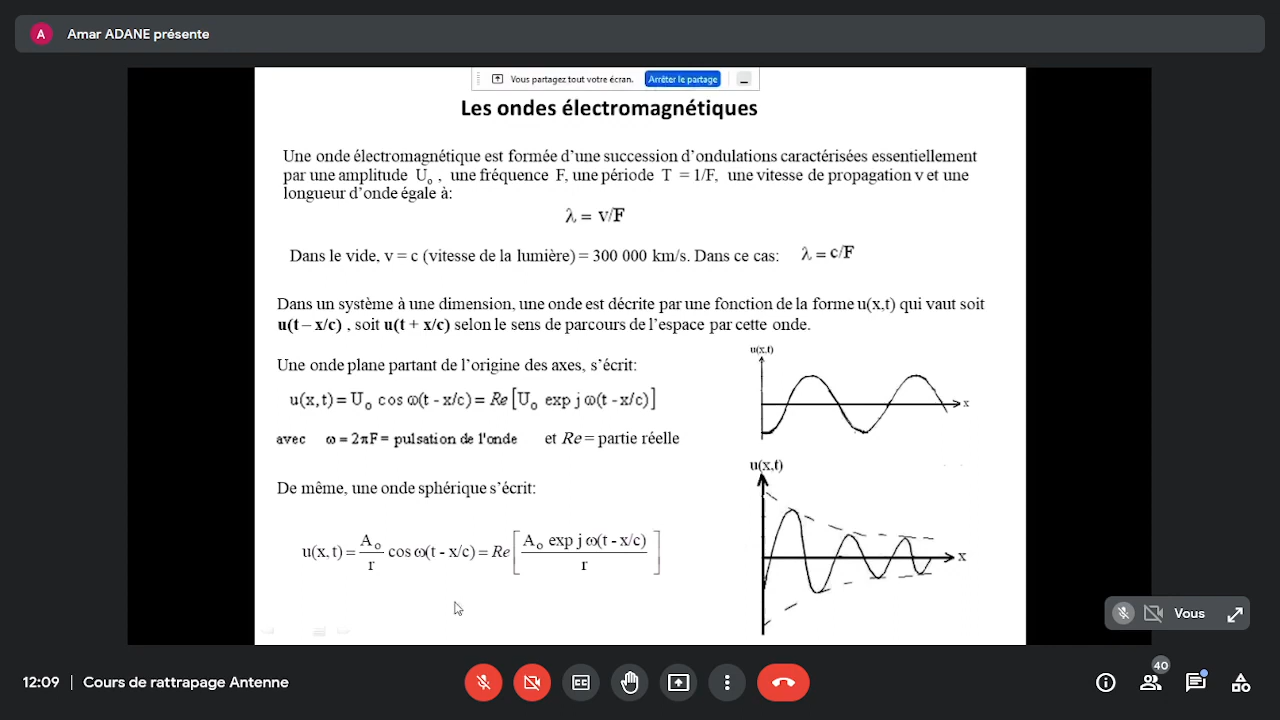 A
Amar ADANE présente
Vous partagez tout votre écran. Arrêter le partage
Les ondes électromagnétiques
Une onde électromagnétique est formée d'une succession d'ondulations caractérisées essentiellement
par une amplitude U₀ , une fréquence F, une période T = 1/F, une vitesse de propagation v et une
longueur d'onde égale à:
λ = v/F
Dans le vide, v = c (vitesse de la lumière) = 300 000 km/s. Dans ce cas: λ = c/F
Dans un système à une dimension, une onde est décrite par une fonction de la forme u(x,t) qui vaut soit
u(t – x/c) , soit u(t + x/c) selon le sens de parcours de l'espace par cette onde.
Une onde plane partant de l'origine des axes, s'écrit:
u(x,t) = U₀ cos ω(t - x/c) = Re[U₀ exp j ω(t - x/c)]
avec ω = 2πF = pulsation de l'onde et Re = partie réelle
u(x,t)
x
De même, une onde sphérique s'écrit:
u(x, t) = A₀/r cos ω(t - x/c) = Re[A₀ exp j ω(t - x/c)/r]
u(x,t)
x
Vous
12:09 | Cours de rattrapage Antenne
40